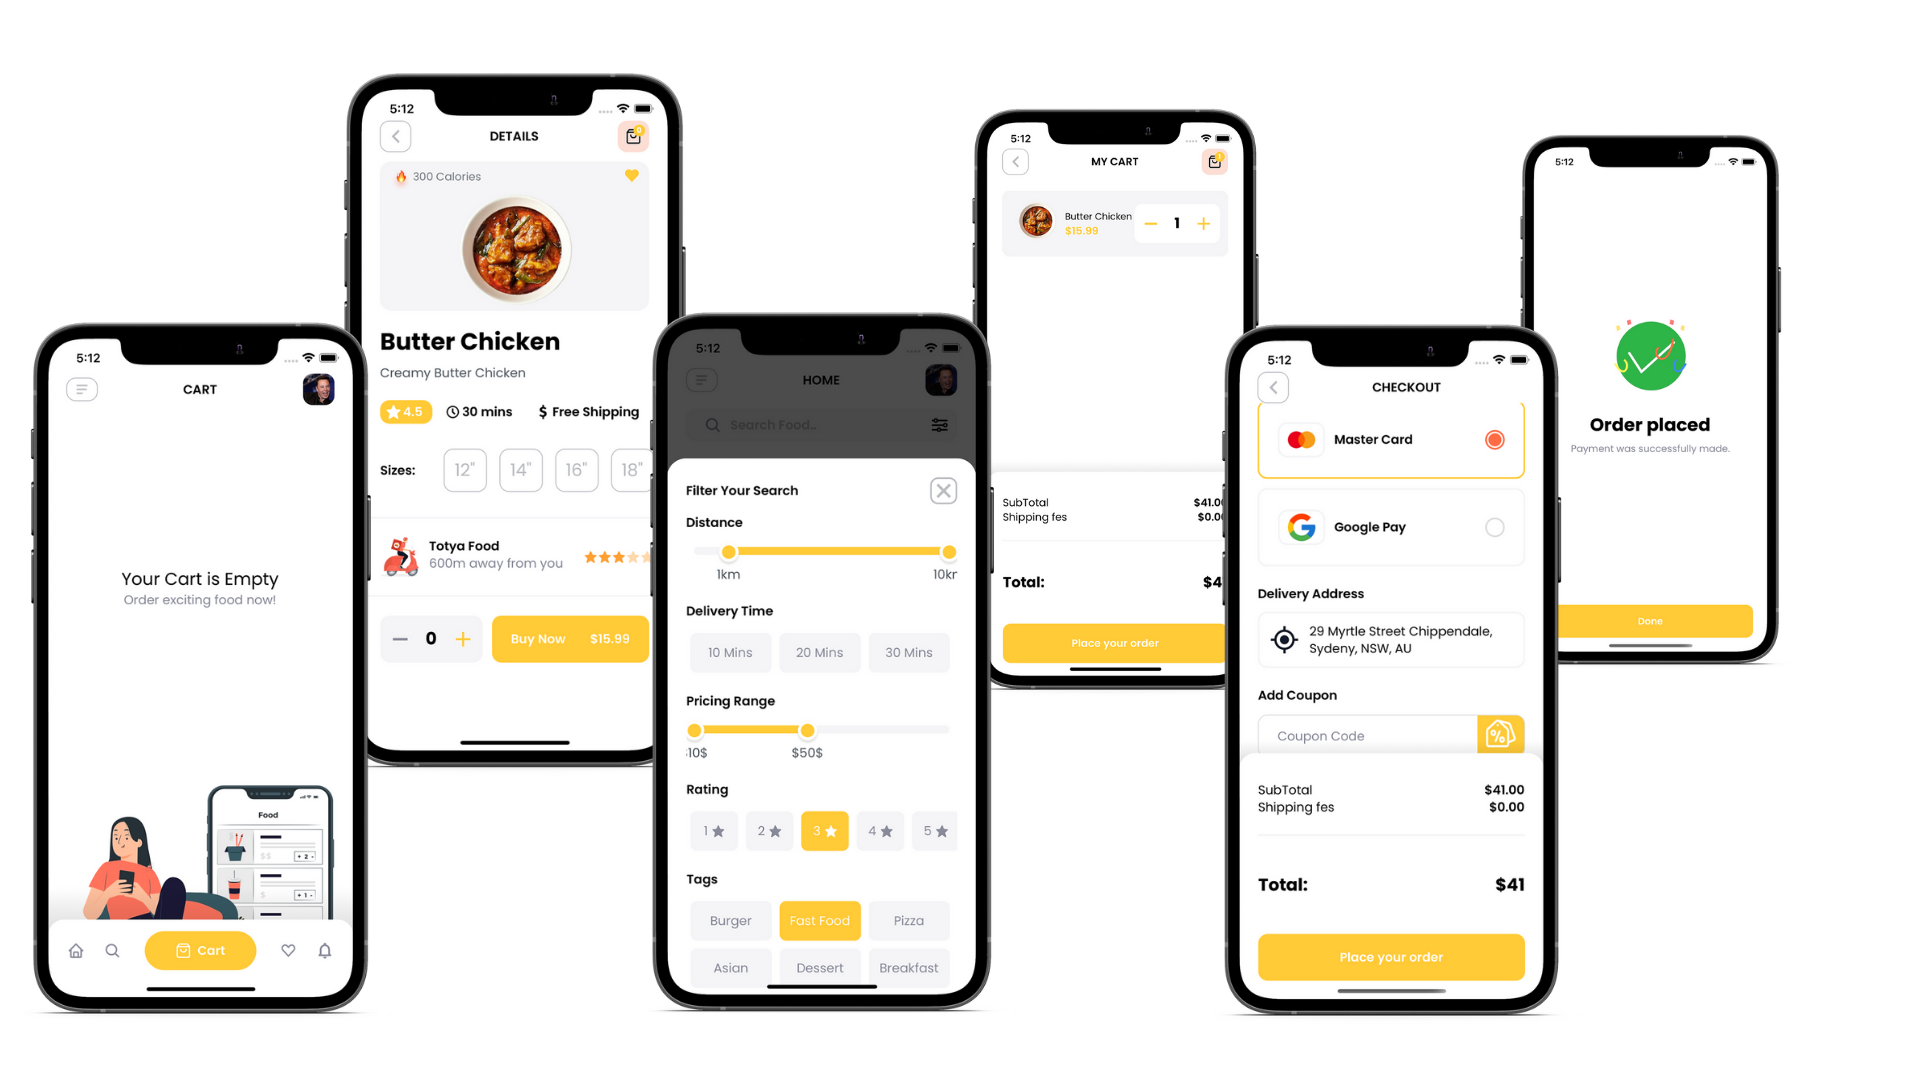 5:12
CART
Your Cart is Empty
Order exciting food now!
Food
$$
+ 2 -
$
+ 1 -
Cart
5:12
DETAILS
0
300 Calories
Butter Chicken
Creamy Butter Chicken
4.5
30 mins
$ Free Shipping
Sizes:
12"
14"
16"
18"
Totya Food
600m away from you
0
Buy Now
$15.99
5:12
HOME
Search Food..
Filter Your Search
Distance
1km
10kr
Delivery Time
10 Mins
20 Mins
30 Mins
Pricing Range
10$
$50$
Rating
1
2
3
4
5
Tags
Burger
Fast Food
Pizza
Asian
Dessert
Breakfast
5:12
MY CART
1
Butter Chicken
$15.99
1
SubTotal
$41.0
Shipping fes
$0.0
Total:
$4
Place your order
5:12
CHECKOUT
Master Card
Google Pay
Delivery Address
29 Myrtle Street Chippendale,
Sydeny, NSW, AU
Add Coupon
Coupon Code
%
SubTotal
$41.00
Shipping fes
$0.00
Total:
$41
Place your order
5:12
Order placed
Payment was successfully made.
Done